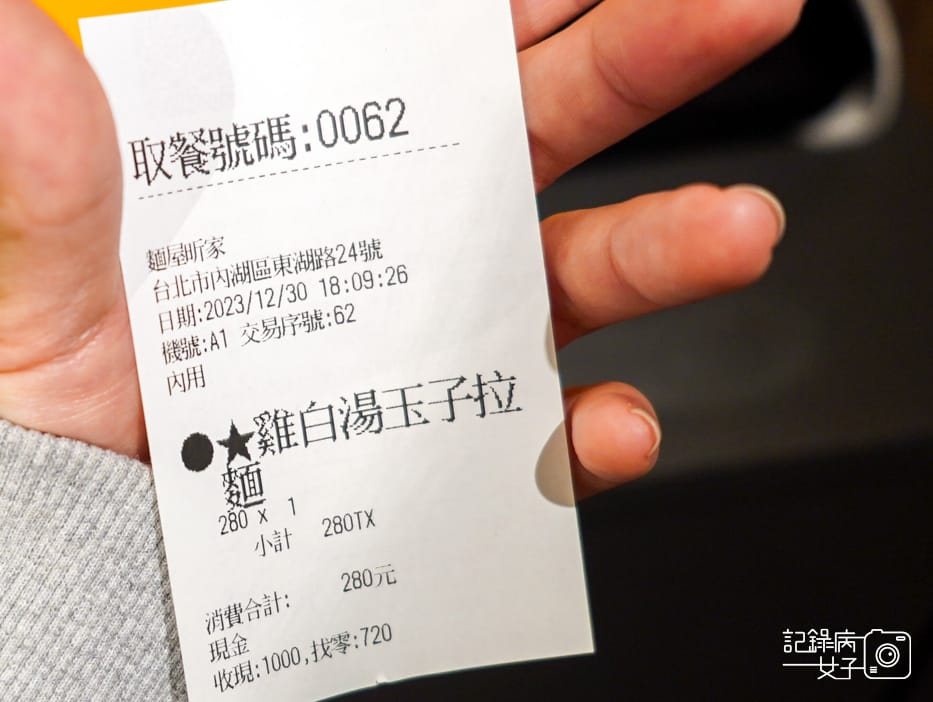 取餐號碼:0062
麵屋昕家
台北市內湖區東湖路24號
日期:2023/12/30 18:09:26
機號:A1 交易序號:62
內用
●★雞白湯玉子拉
麵
280 x 1
小計 280TX
消費合計: 280元
現金
收現:1000,找零:720
記錄病
女子